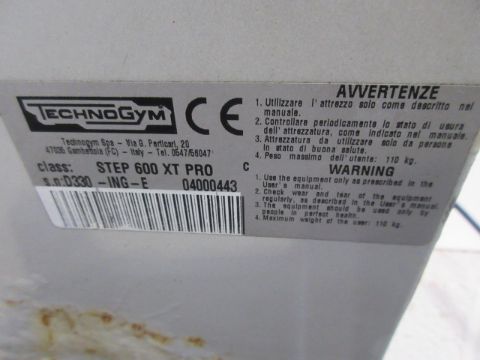 TECHNOGYM
CE
Technogym Spa - Via G. Perticari, 20
47035 Gambettola (FC) - Italy - Tel. 0547/56047
class: STEP 600 XT PRO C
s.n: D330 -ING-E 04000443
AVVERTENZE
1. Utilizzare l'attrezzo solo come descritto nel
manuale.
2. Controllare periodicamente lo stato di usura
dell'attrezzatura, come indicato nel manuale.
3. L'attrezzatura è da utilizzare solo da persone
in stato di buona salute.
4. Peso massimo dell'utente: 110 kg.
WARNING
1. Use the equipment only as prescribed in the
User's manual.
2. Check wear and tear of the equipment
regularly, as described in the User's manual.
3. The equipment should be used only by
people in perfect health.
4. Maximum weight of the user: 110 kg.